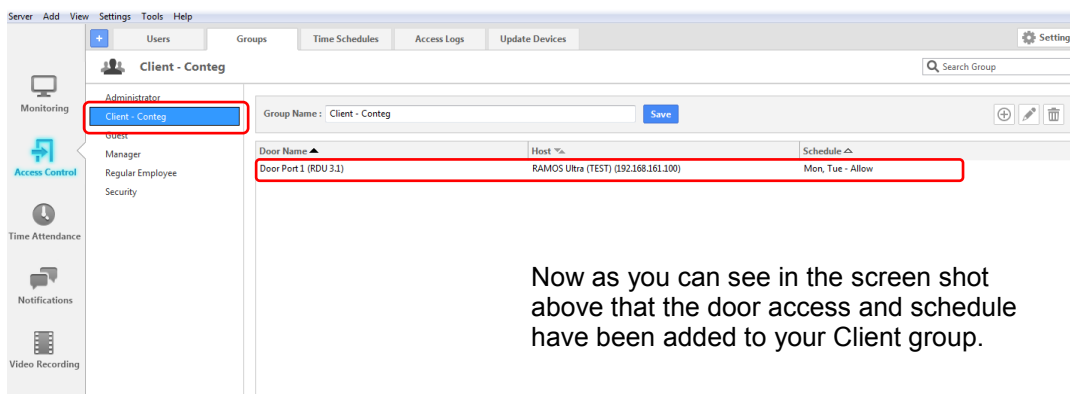 Server Add View Settings Tools Help
+ Users Groups Time Schedules Access Logs Update Devices Setting
Client - Conteg Search Group
Monitoring
Access Control
Time Attendance
Notifications
Video Recording
Administrator
Client - Conteg
Guest
Manager
Regular Employee
Security
Group Name : Client - Conteg Save
Door Name Host Schedule
Door Port 1 (RDU 3.1) RAMOS Ultra (TEST) (192.168.161.100) Mon, Tue - Allow
Now as you can see in the screen shot
above that the door access and schedule
have been added to your Client group.